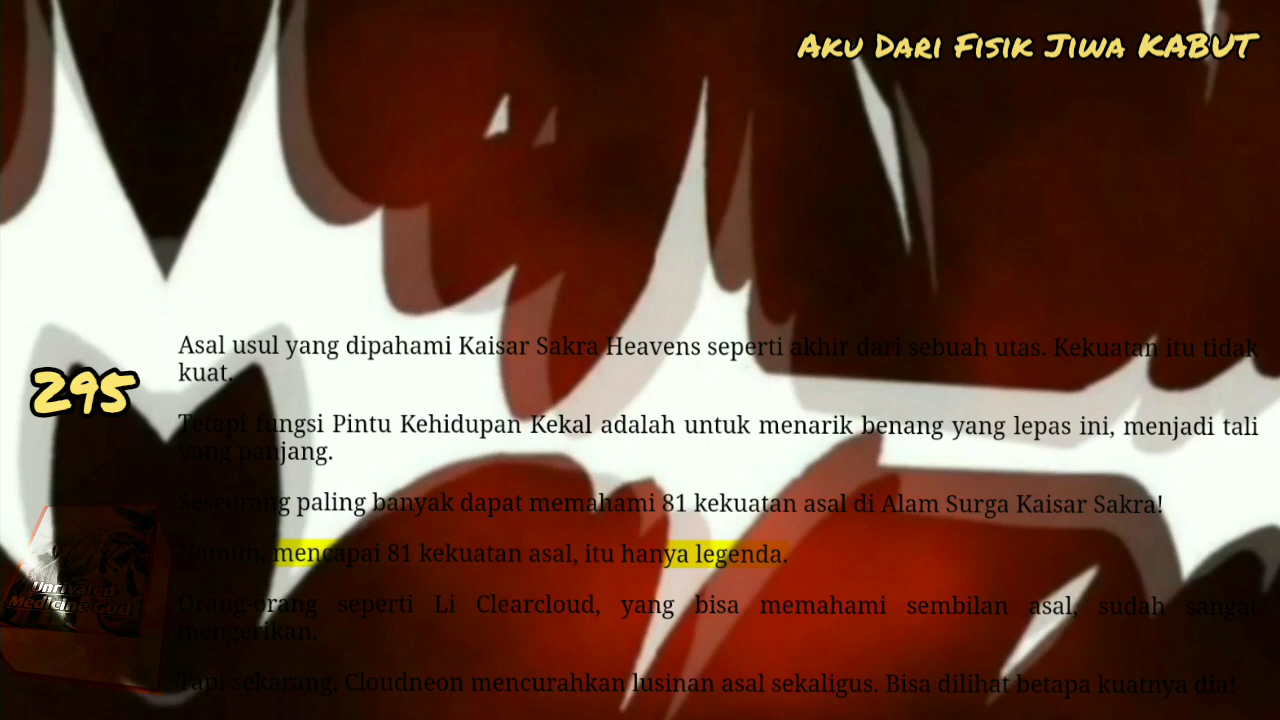 Aku Dari Fisik Jiwa KABUT
Asal usul yang dipahami Kaisar Sakra Heavens seperti akhir dari sebuah utas. Kekuatan itu tidak
kuat.
295
Tetapi fungsi Pintu Kehidupan Kekal adalah untuk menarik benang yang lepas ini, menjadi tali
yang panjang.
Seseorang paling banyak dapat memahami 81 kekuatan asal di Alam Surga Kaisar Sakra!
Namun, mencapai 81 kekuatan asal, itu hanya legenda.
Unrivaled
Medicine God
Orang-orang seperti Li Clearcloud, yang bisa memahami sembilan asal, sudah sangat
mengerikan.
Tapi sekarang, Cloudneon mencurahkan lusinan asal sekaligus. Bisa dilihat betapa kuatnya dia!